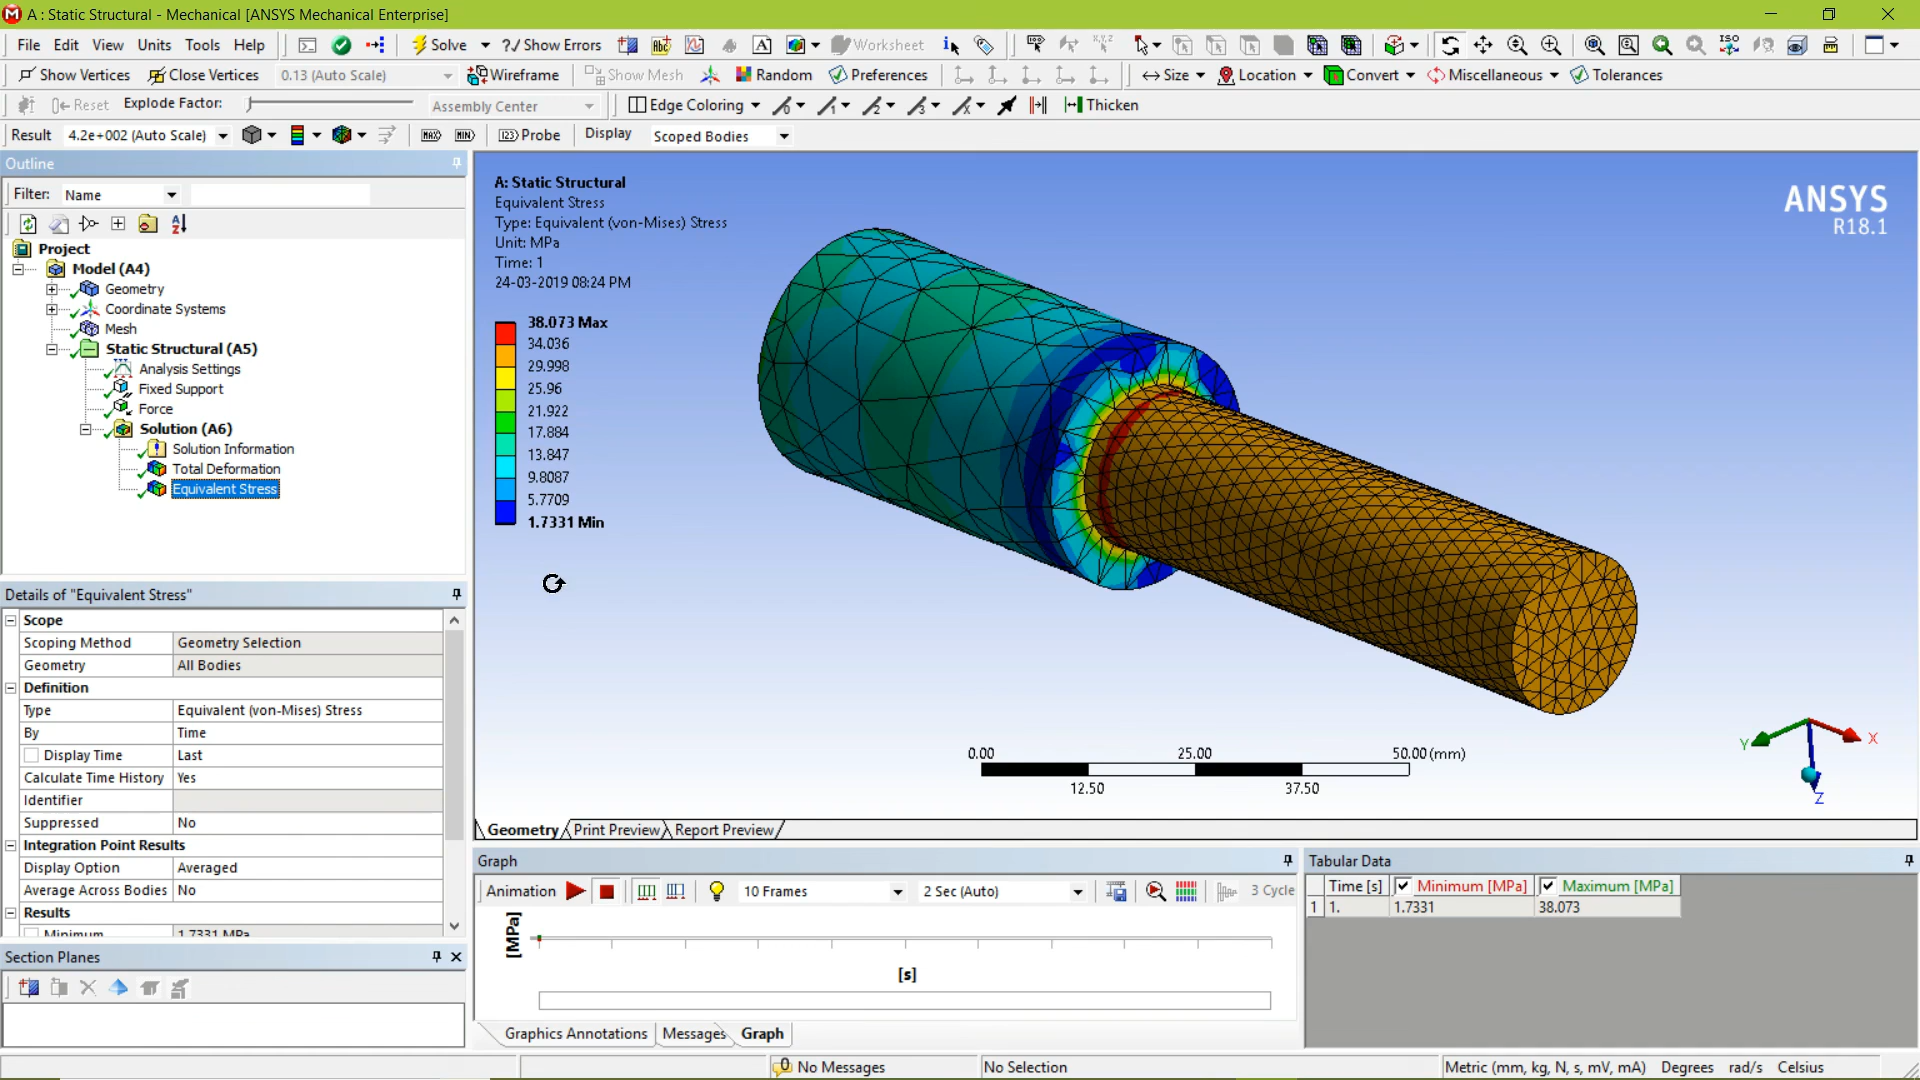 A : Static Structural - Mechanical [ANSYS Mechanical Enterprise]
File Edit View Units Tools Help Solve ?/ Show Errors Worksheet
Show Vertices Close Vertices 0.13 (Auto Scale) Wireframe Show Mesh Random Preferences Size Location Convert Miscellaneous Tolerances
Reset Explode Factor: Assembly Center Edge Coloring Thicken
Result 4.2e+002 (Auto Scale) MAX MIN Probe Display Scoped Bodies
Outline
Filter: Name
Project
Model (A4)
Geometry
Coordinate Systems
Mesh
Static Structural (A5)
Analysis Settings
Fixed Support
Force
Solution (A6)
Solution Information
Total Deformation
Equivalent Stress
Details of "Equivalent Stress"
Scope
Scoping Method Geometry Selection
Geometry All Bodies
Definition
Type Equivalent (von-Mises) Stress
By Time
Display Time Last
Calculate Time History Yes
Identifier
Suppressed No
Integration Point Results
Display Option Averaged
Average Across Bodies No
Results
Minimum 1.7331 MPa
Section Planes
A: Static Structural
Equivalent Stress
Type: Equivalent (von-Mises) Stress
Unit: MPa
Time: 1
24-03-2019 08:24 PM
38.073 Max
34.036
29.998
25.96
21.922
17.884
13.847
9.8087
5.7709
1.7331 Min
ANSYS
R18.1
0.00 25.00 50.00 (mm)
12.50 37.50
Y X
Z
Geometry Print Preview Report Preview
Graph
Animation 10 Frames 2 Sec (Auto) 3 Cycle
[MPa]
[s]
Graphics Annotations Messages Graph
Tabular Data
Time [s] Minimum [MPa] Maximum [MPa]
1 1. 1.7331 38.073
0 No Messages No Selection Metric (mm, kg, N, s, mV, mA) Degrees rad/s Celsius